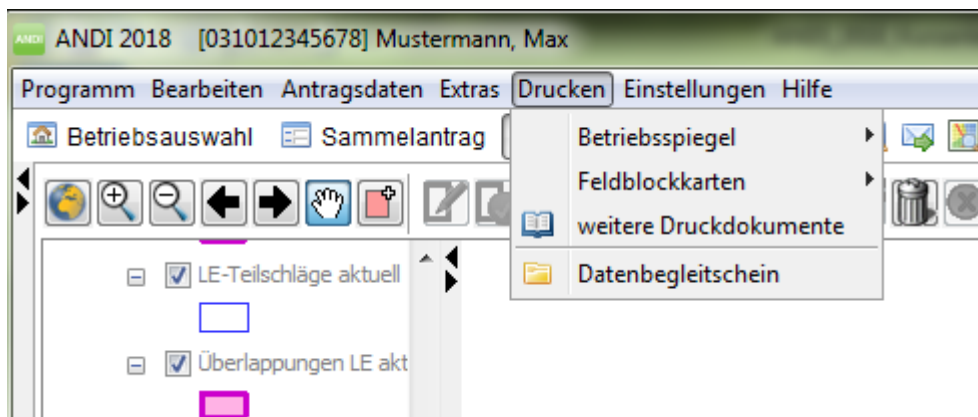 ANDI 2018 [031012345678] Mustermann, Max
Programm Bearbeiten Antragsdaten Extras Drucken Einstellungen Hilfe
Betriebsauswahl Sammelantrag
Betriebsspiegel
Feldblockkarten
weitere Druckdokumente
Datenbegleitschein
LE-Teilschläge aktuell
Überlappungen LE akt